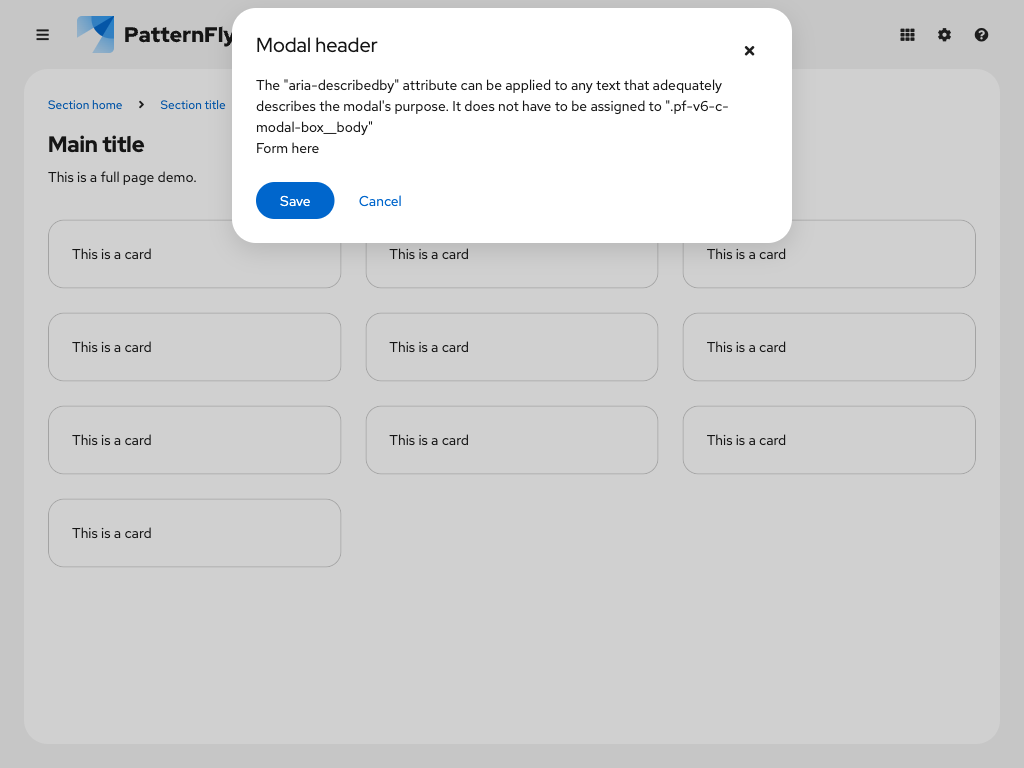 PatternFly
Modal header
The "aria-describedby" attribute can be applied to any text that adequately
describes the modal's purpose. It does not have to be assigned to ".pf-v6-c-
modal-box__body"
Form here
Save Cancel
Section home Section title
Main title
This is a full page demo.
This is a card This is a card This is a card
This is a card This is a card This is a card
This is a card This is a card This is a card
This is a card